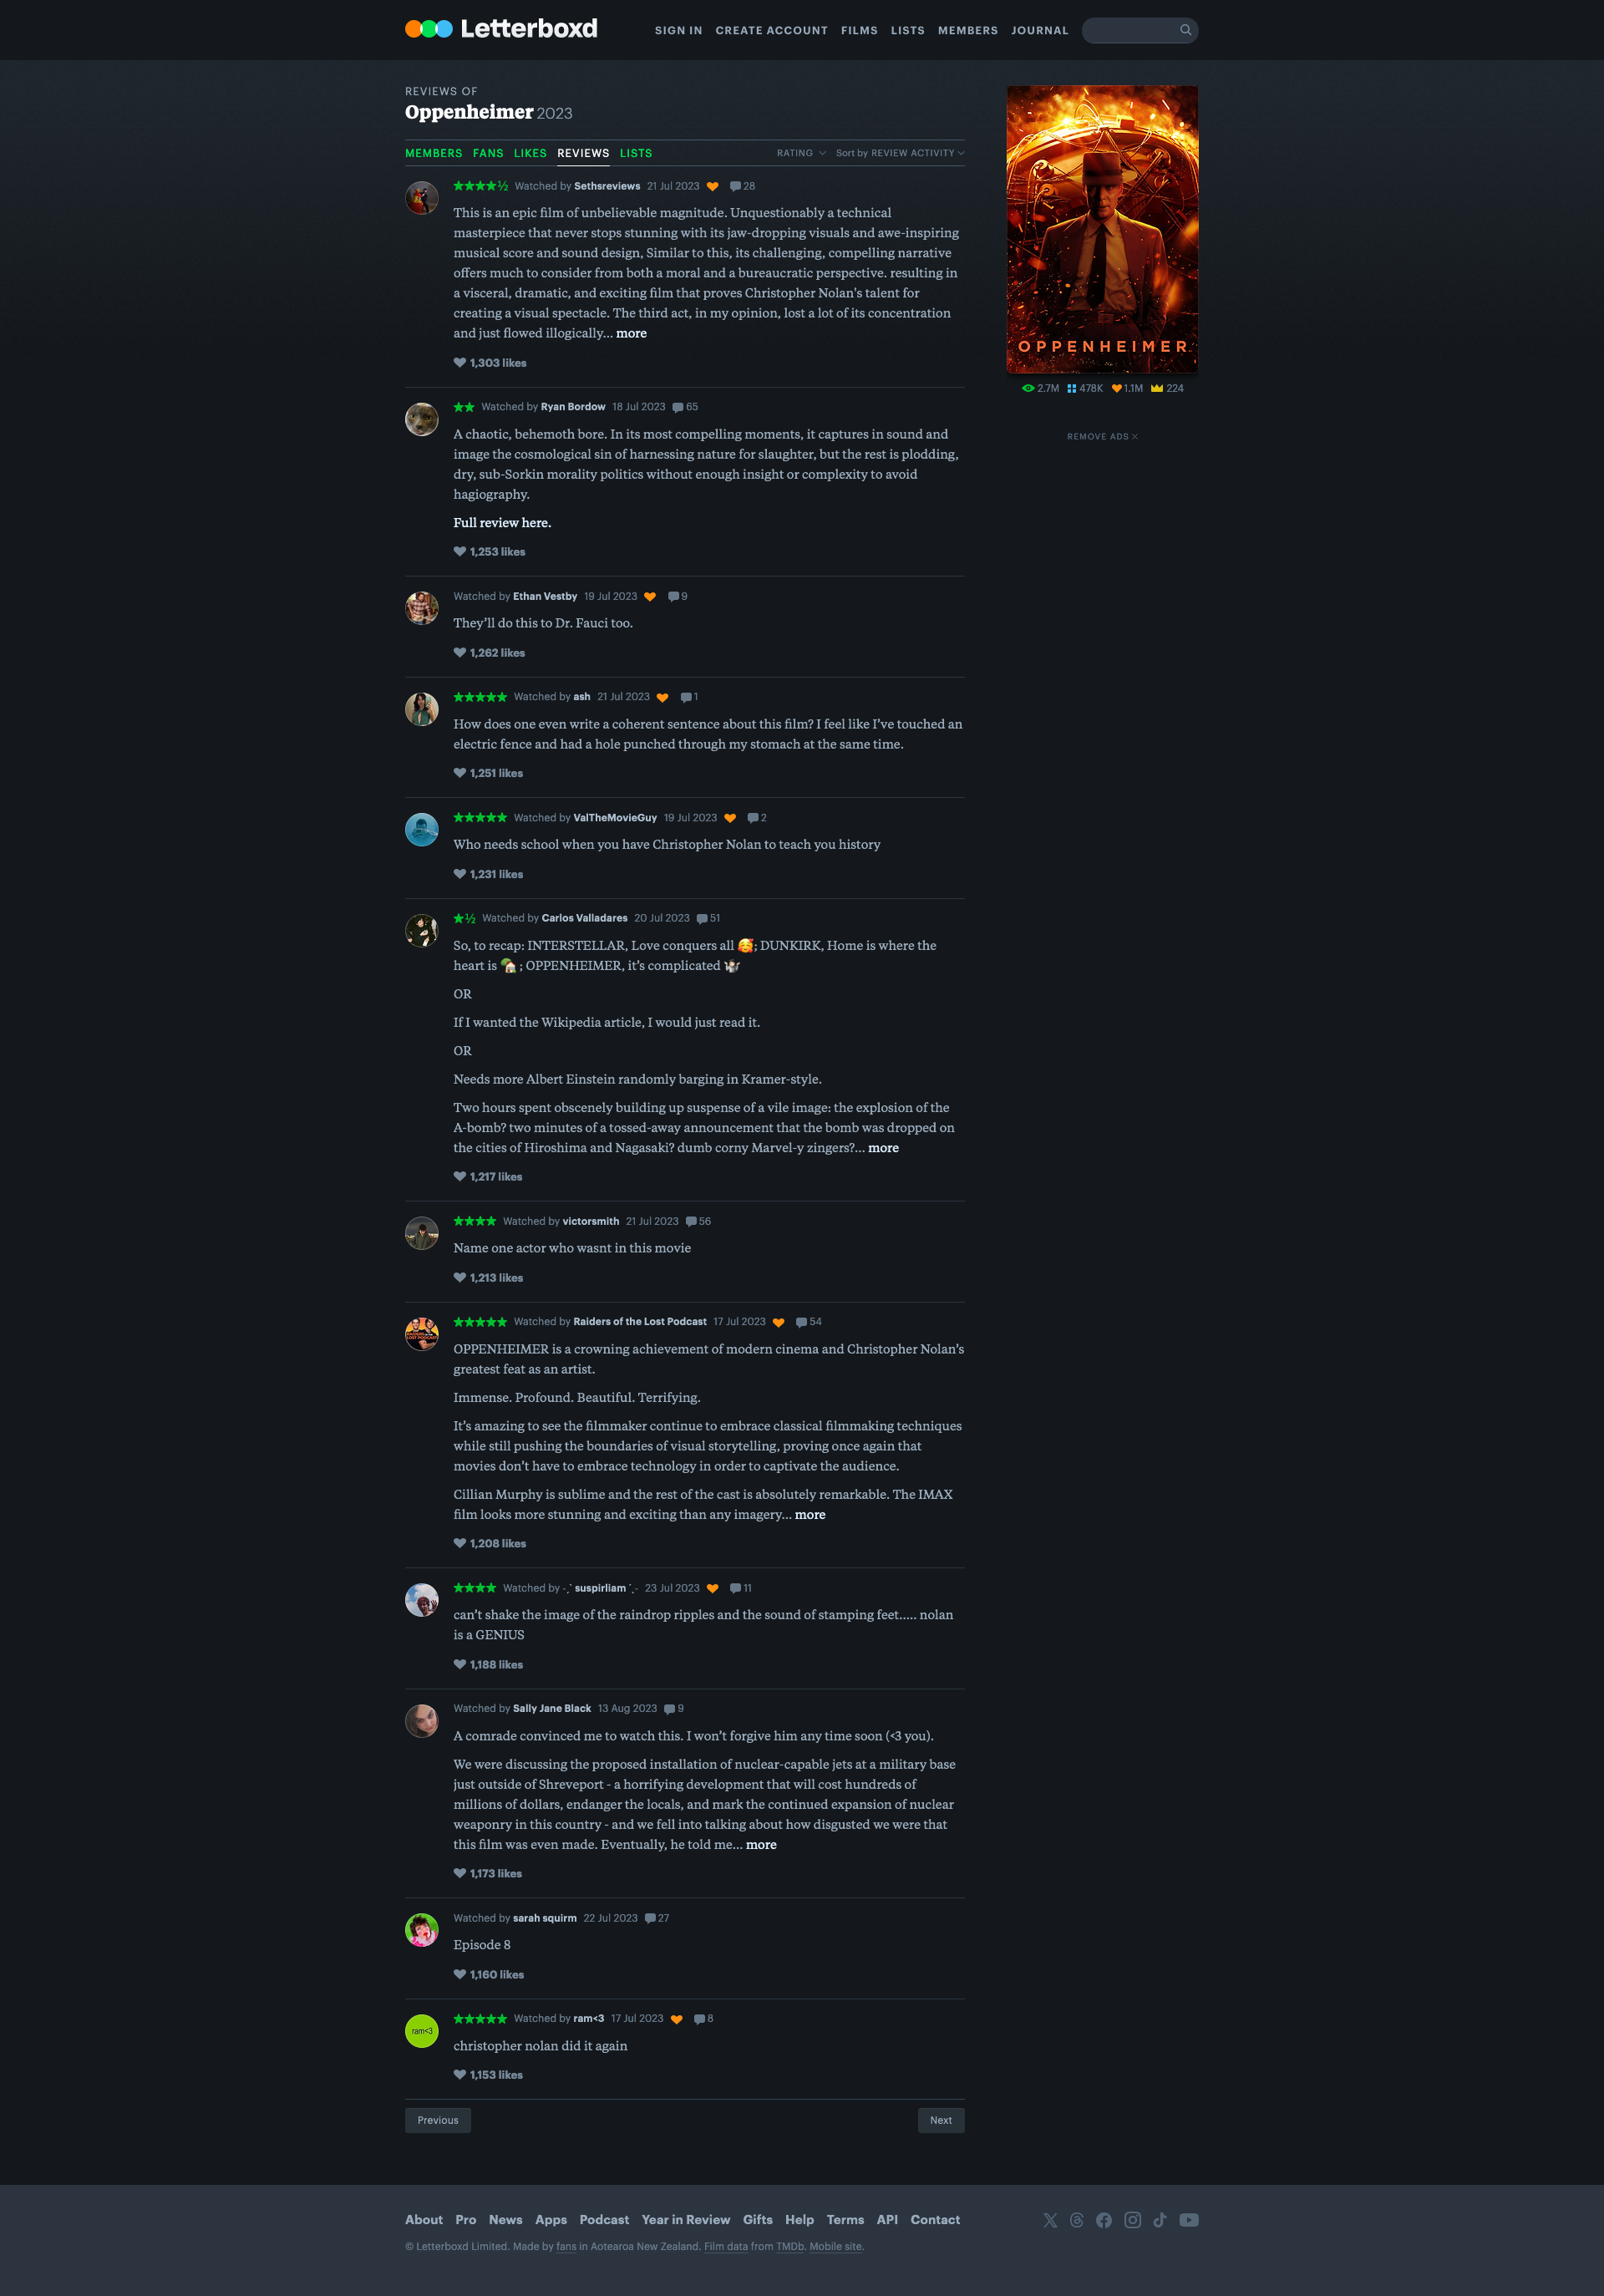 Letterboxd
SIGN IN CREATE ACCOUNT FILMS LISTS MEMBERS JOURNAL
REVIEWS OF
Oppenheimer 2023
MEMBERS FANS LIKES REVIEWS LISTS RATING Sort by REVIEW ACTIVITY
★★★★½ Watched by Sethsreviews 21 Jul 2023 28
This is an epic film of unbelievable magnitude. Unquestionably a technical
masterpiece that never stops stunning with its jaw-dropping visuals and awe-inspiring
musical score and sound design, Similar to this, its challenging, compelling narrative
offers much to consider from both a moral and a bureaucratic perspective. resulting in
a visceral, dramatic, and exciting film that proves Christopher Nolan's talent for
creating a visual spectacle. The third act, in my opinion, lost a lot of its concentration
and just flowed illogically… more
1,303 likes
★★ Watched by Ryan Bordow 18 Jul 2023 65
A chaotic, behemoth bore. In its most compelling moments, it captures in sound and
image the cosmological sin of harnessing nature for slaughter, but the rest is plodding,
dry, sub-Sorkin morality politics without enough insight or complexity to avoid
hagiography.
Full review here.
1,253 likes
Watched by Ethan Vestby 19 Jul 2023 9
They’ll do this to Dr. Fauci too.
1,262 likes
★★★★★ Watched by ash 21 Jul 2023 1
How does one even write a coherent sentence about this film? I feel like I’ve touched an
electric fence and had a hole punched through my stomach at the same time.
1,251 likes
★★★★★ Watched by ValTheMovieGuy 19 Jul 2023 2
Who needs school when you have Christopher Nolan to teach you history
1,231 likes
★½ Watched by Carlos Valladares 20 Jul 2023 51
So, to recap: INTERSTELLAR, Love conquers all 🥰; DUNKIRK, Home is where the
heart is 🏡 ; OPPENHEIMER, it’s complicated 🤷🏻
OR
If I wanted the Wikipedia article, I would just read it.
OR
Needs more Albert Einstein randomly barging in Kramer-style.
Two hours spent obscenely building up suspense of a vile image: the explosion of the
A-bomb? two minutes of a tossed-away announcement that the bomb was dropped on
the cities of Hiroshima and Nagasaki? dumb corny Marvel-y zingers?… more
1,217 likes
★★★★ Watched by victorsmith 21 Jul 2023 56
Name one actor who wasnt in this movie
1,213 likes
RAIDERS OF THE LOST PODCAST
★★★★★ Watched by Raiders of the Lost Podcast 17 Jul 2023 54
OPPENHEIMER is a crowning achievement of modern cinema and Christopher Nolan’s
greatest feat as an artist.
Immense. Profound. Beautiful. Terrifying.
It’s amazing to see the filmmaker continue to embrace classical filmmaking techniques
while still pushing the boundaries of visual storytelling, proving once again that
movies don’t have to embrace technology in order to captivate the audience.
Cillian Murphy is sublime and the rest of the cast is absolutely remarkable. The IMAX
film looks more stunning and exciting than any imagery… more
1,208 likes
★★★★ Watched by -ˏˋ suspirliam ˊˎ- 23 Jul 2023 11
can’t shake the image of the raindrop ripples and the sound of stamping feet..... nolan
is a GENIUS
1,188 likes
Watched by Sally Jane Black 13 Aug 2023 9
A comrade convinced me to watch this. I won’t forgive him any time soon (<3 you).
We were discussing the proposed installation of nuclear-capable jets at a military base
just outside of Shreveport - a horrifying development that will cost hundreds of
millions of dollars, endanger the locals, and mark the continued expansion of nuclear
weaponry in this country - and we fell into talking about how disgusted we were that
this film was even made. Eventually, he told me… more
1,173 likes
Watched by sarah squirm 22 Jul 2023 27
Episode 8
1,160 likes
ram<3
★★★★★ Watched by ram<3 17 Jul 2023 8
christopher nolan did it again
1,153 likes
Previous Next
OPPENHEIMER
2.7M 478K 1.1M 224
REMOVE ADS
About Pro News Apps Podcast Year in Review Gifts Help Terms API Contact
© Letterboxd Limited. Made by fans in Aotearoa New Zealand. Film data from TMDb. Mobile site.